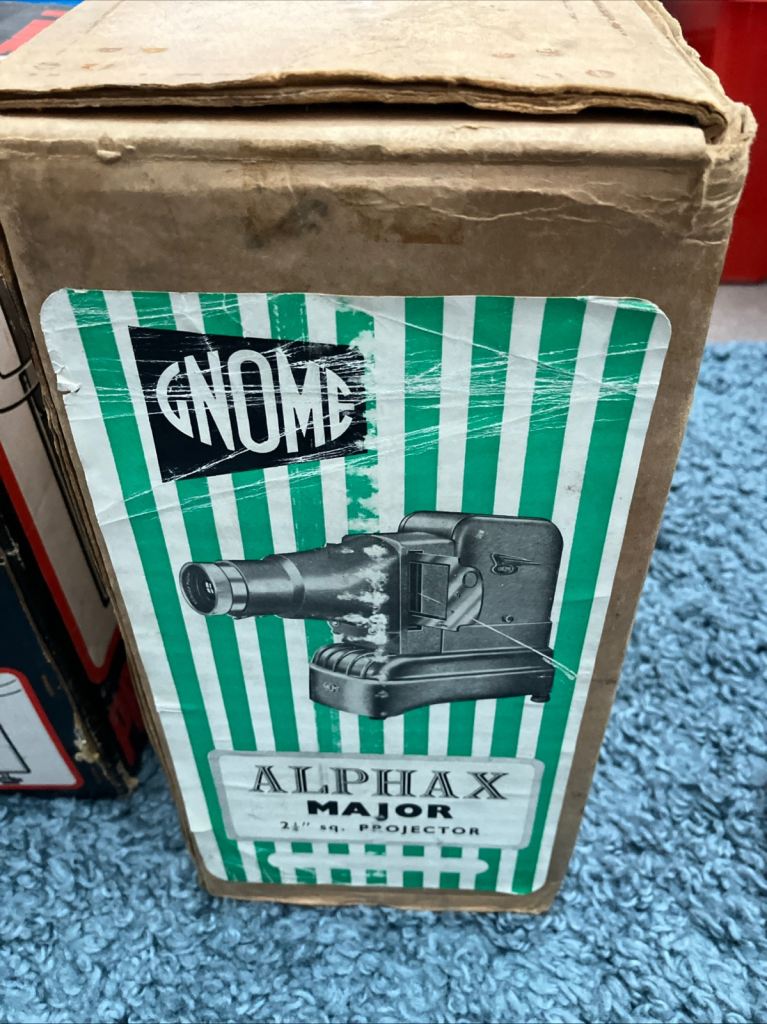 GNOME
ALPHAX
MAJOR
2¼" sq. PROJECTOR